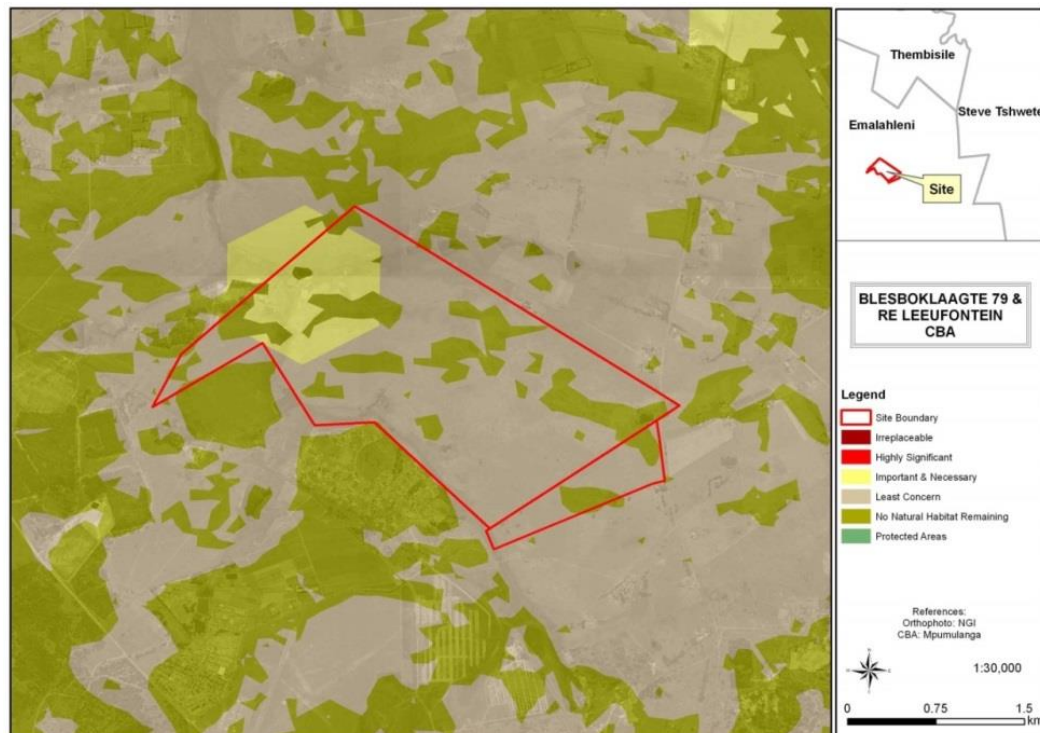 Thembisile
Steve Tshwete
Emalahleni
Site
BLESBOKLAAGTE 79 &
RE LEEUFONTEIN
CBA
Legend
Site Boundary
Irreplaceable
Highly Significant
Important & Necessary
Least Concern
No Natural Habitat Remaining
Protected Areas
References:
Orthophoto: NGI
CBA: Mpumulanga
1:30,000
0 0.75 1.5
km